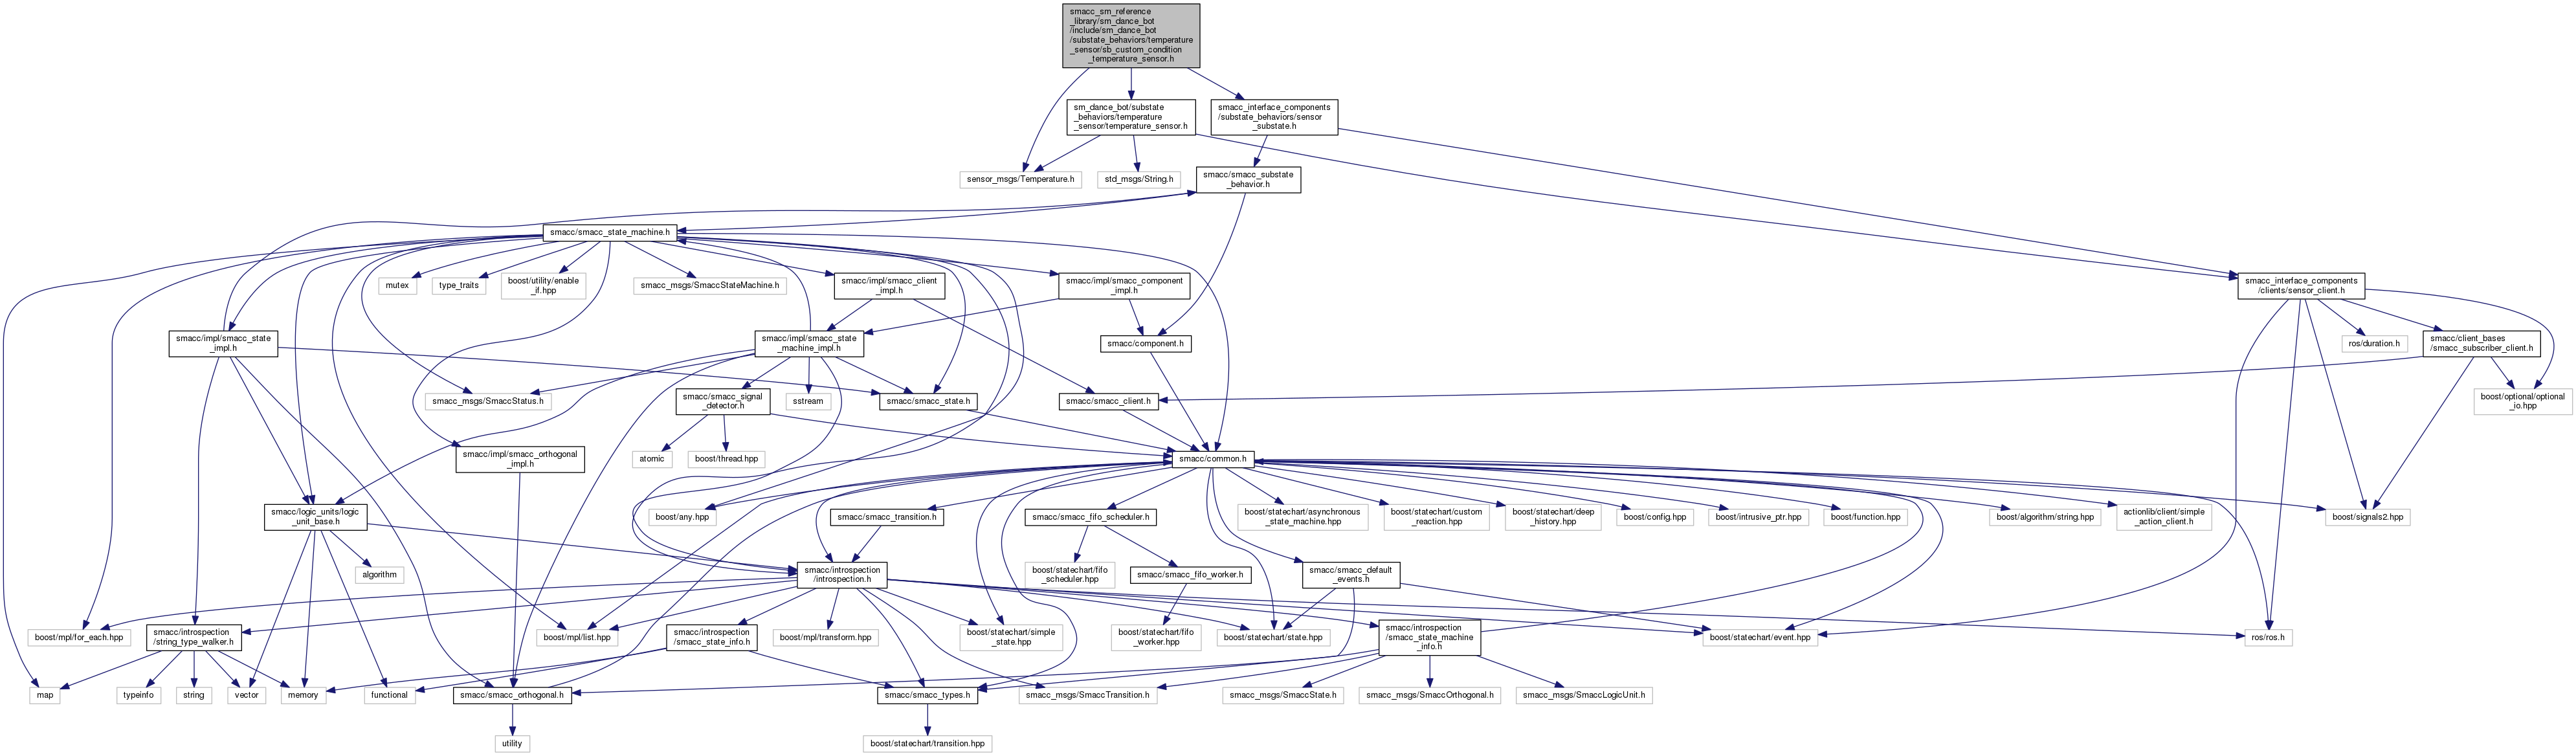 smacc_sm_reference
_library/sm_dance_bot
/include/sm_dance_bot
/substate_behaviors/temperature
_sensor/sb_custom_condition
_temperature_sensor.h
sm_dance_bot/substate
_behaviors/temperature
_sensor/temperature_sensor.h
smacc_interface_components
/substate_behaviors/sensor
_substate.h
sensor_msgs/Temperature.h
std_msgs/String.h
smacc/smacc_substate
_behavior.h
smacc/smacc_state_machine.h
mutex
type_traits
boost/utility/enable
_if.hpp
smacc_msgs/SmaccStateMachine.h
smacc/impl/smacc_client
_impl.h
smacc/impl/smacc_component
_impl.h
smacc_interface_components
/clients/sensor_client.h
smacc/impl/smacc_state
_impl.h
smacc/impl/smacc_state
_machine_impl.h
smacc/component.h
ros/duration.h
smacc/client_bases
/smacc_subscriber_client.h
smacc_msgs/SmaccStatus.h
smacc/smacc_signal
_detector.h
sstream
smacc/smacc_state.h
smacc/smacc_client.h
boost/optional/optional
_io.hpp
smacc/impl/smacc_orthogonal
_impl.h
atomic
boost/thread.hpp
smacc/common.h
smacc/logic_units/logic
_unit_base.h
boost/any.hpp
smacc/smacc_transition.h
smacc/smacc_fifo_scheduler.h
boost/statechart/asynchronous
_state_machine.hpp
boost/statechart/custom
_reaction.hpp
boost/statechart/deep
_history.hpp
boost/config.hpp
boost/intrusive_ptr.hpp
boost/function.hpp
boost/algorithm/string.hpp
actionlib/client/simple
_action_client.h
boost/signals2.hpp
algorithm
smacc/introspection
/introspection.h
boost/statechart/fifo
_scheduler.hpp
smacc/smacc_fifo_worker.h
smacc/smacc_default
_events.h
boost/mpl/for_each.hpp
smacc/introspection
/string_type_walker.h
boost/mpl/list.hpp
smacc/introspection
/smacc_state_info.h
boost/mpl/transform.hpp
boost/statechart/simple
_state.hpp
boost/statechart/fifo
_worker.hpp
boost/statechart/state.hpp
smacc/introspection
/smacc_state_machine
_info.h
boost/statechart/event.hpp
ros/ros.h
map
typeinfo
string
vector
memory
functional
smacc/smacc_orthogonal.h
smacc/smacc_types.h
smacc_msgs/SmaccTransition.h
smacc_msgs/SmaccState.h
smacc_msgs/SmaccOrthogonal.h
smacc_msgs/SmaccLogicUnit.h
utility
boost/statechart/transition.hpp